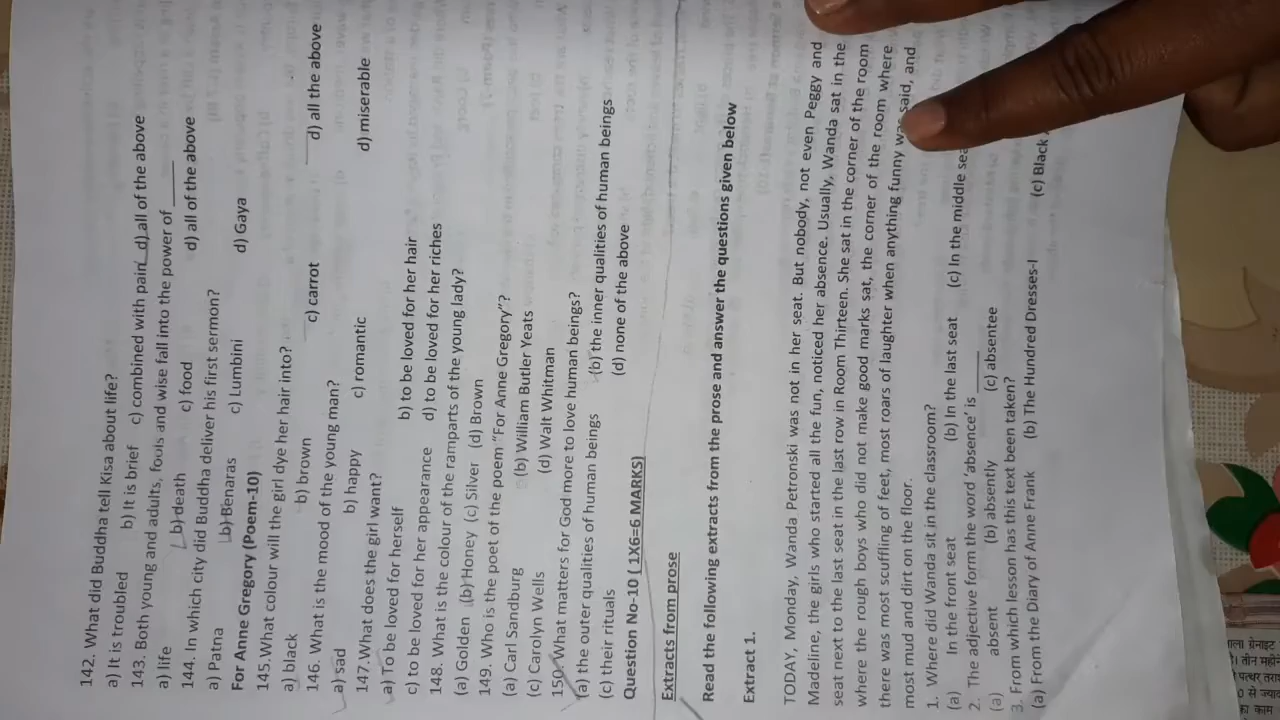 142. What did Buddha tell Kisa about life?
a) It is troubled b) It is brief c) combined with pain d) all of the above
143. Both young and adults, fools and wise fall into the power of ____
a) life b) death c) food d) all of the above
144. In which city did Buddha deliver his first sermon?
a) Patna b) Benaras c) Lumbini d) Gaya
For Anne Gregory (Poem-10)
145.What colour will the girl dye her hair into?
a) black b) brown c) carrot d) all the above
146. What is the mood of the young man?
a) sad b) happy c) romantic d) miserable
147.What does the girl want?
a) To be loved for herself b) to be loved for her hair
c) to be loved for her appearance d) to be loved for her riches
148. What is the colour of the ramparts of the young lady?
(a) Golden (b) Honey (c) Silver (d) Brown
149. Who is the poet of the poem "For Anne Gregory"?
(a) Carl Sandburg (b) William Butler Yeats
(c) Carolyn Wells (d) Walt Whitman
150. What matters for God more to love human beings?
(a) the outer qualities of human beings (b) the inner qualities of human beings
(c) their rituals (d) none of the above
Question No-10 ( 1X6=6 MARKS)
Extracts from prose
Read the following extracts from the prose and answer the questions given below
Extract 1.
TODAY, Monday, Wanda Petronski was not in her seat. But nobody, not even Peggy and
Madeline, the girls who started all the fun, noticed her absence. Usually, Wanda sat in the
seat next to the last seat in the last row in Room Thirteen. She sat in the corner of the room
where the rough boys who did not make good marks sat, the corner of the room where
there was most scuffling of feet, most roars of laughter when anything funny was said, and
most mud and dirt on the floor.
1. Where did Wanda sit in the classroom?
(a) In the front seat (b) In the last seat (c) In the middle
2. The adjective form the word 'absence' is ____
(a) absent (b) absently (c) absentee
3. From which lesson has this text been taken?
(a) From the Diary of Anne Frank (b) The Hundred Dresses-I (c) Black
ाला ग्रेनाइट
तीन महीने
पत्थर
0 से ज्या
का काम